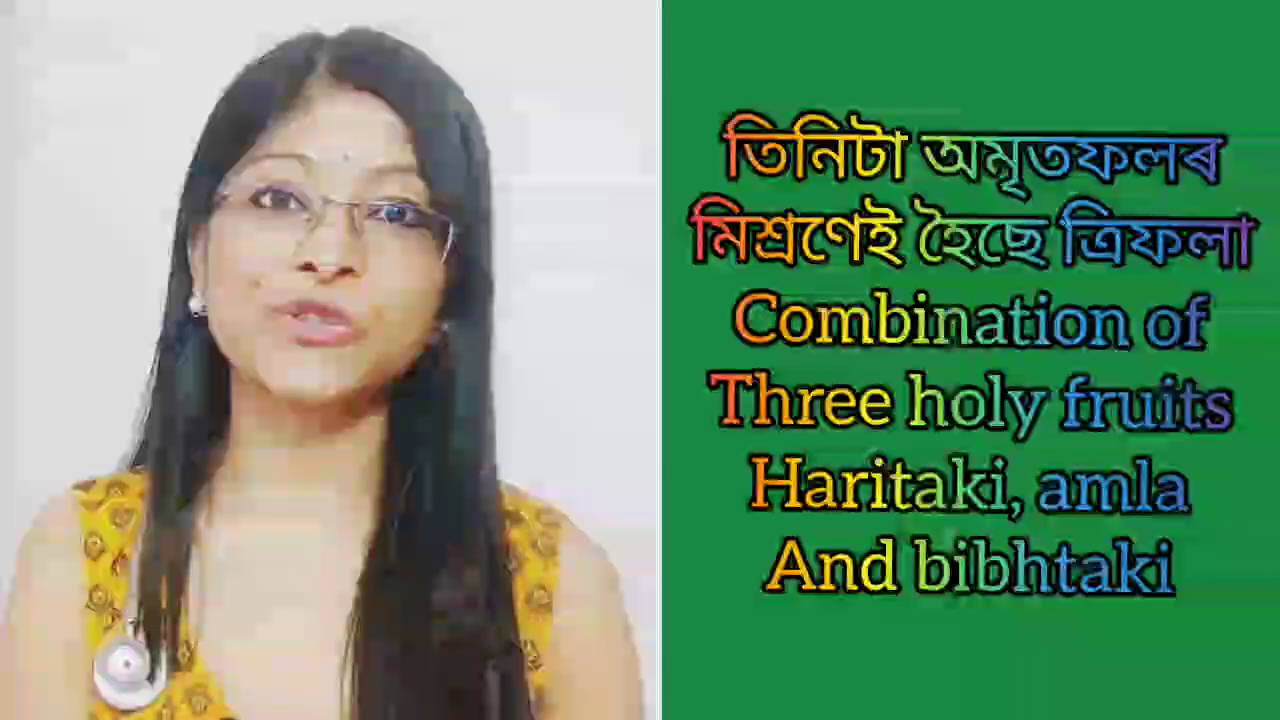 তিনিটা অমৃতফলৰ
মিশ্ৰণেই হৈছে ত্ৰিফলা
Combination of
Three holy fruits
Haritaki, amla
And bibhtaki